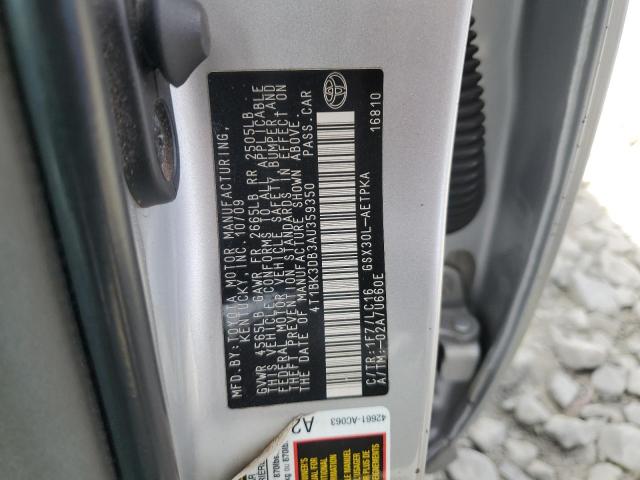 MFD. BY: TOYOTA MOTOR MANUFACTURING,
KENTUCKY, INC. 10/09
GVWR 4565LB GAWR FR 2665LB RR 2505LB
THIS VEHICLE CONFORMS TO ALL APPLICABLE
FEDERAL MOTOR VEHICLE SAFETY, BUMPER AND
THEFT PREVENTION STANDARDS IN EFFECT ON
THE DATE OF MANUFACTURE SHOWN ABOVE.
4T1BK3DB3AU359350 PASS. CAR
C/TR:1F7/LC16 GSX30L-AETPKA
A/TM:-02A/U660E
16810
42661-AC063
A2